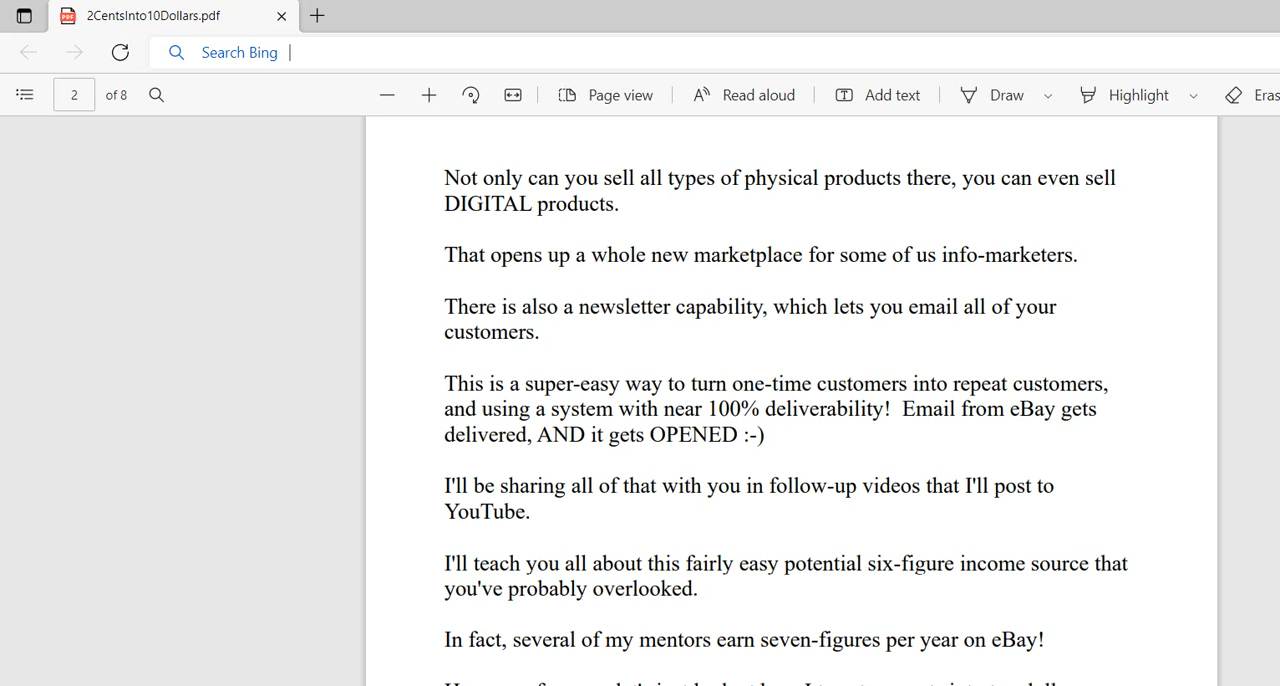 2CentsInto10Dollars.pdf
Search Bing
2 of 8 Page view Read aloud Add text Draw Highlight Eras
Not only can you sell all types of physical products there, you can even sell
DIGITAL products.
That opens up a whole new marketplace for some of us info-marketers.
There is also a newsletter capability, which lets you email all of your
customers.
This is a super-easy way to turn one-time customers into repeat customers,
and using a system with near 100% deliverability!  Email from eBay gets
delivered, AND it gets OPENED :-)
I'll be sharing all of that with you in follow-up videos that I'll post to
YouTube.
I'll teach you all about this fairly easy potential six-figure income source that
you've probably overlooked.
In fact, several of my mentors earn seven-figures per year on eBay!